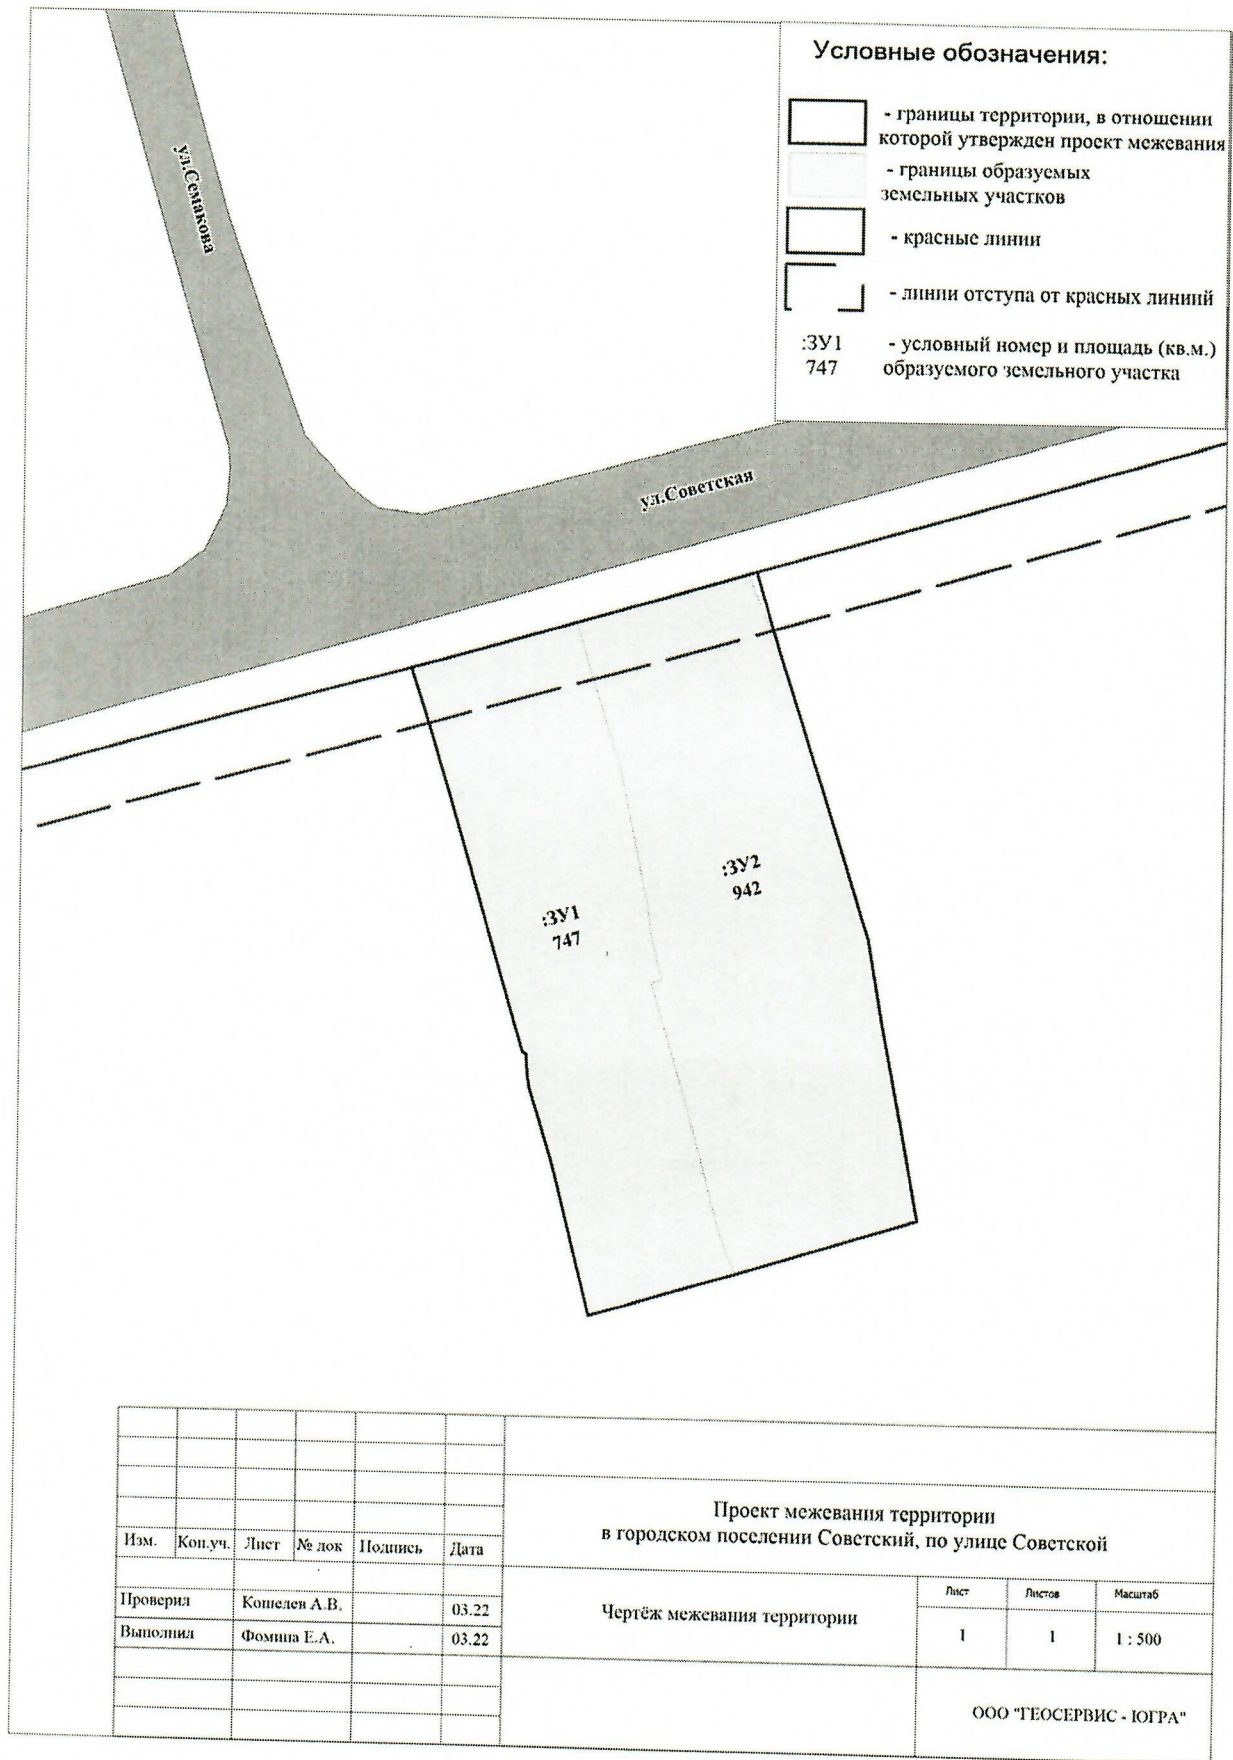 Условные обозначения:
- границы территории, в отношении
которой утвержден проект межевания
- границы образуемых
земельных участков
- красные линии
- линии отступа от красных линиий
:ЗУ1
747
- условный номер и площадь (кв.м.)
образуемого земельного участка
ул.Семакова
ул.Советская
:ЗУ2
942
:ЗУ1
747
Изм. Кол.уч. Лист № док Подпись Дата
Проверил Кошелев А.В. 03.22
Выполнил Фомина Е.А. 03.22
Проект межевания территории
в городском поселении Советский, по улице Советской
Чертёж межевания территории
Лист Листов Масштаб
1 1 1 : 500
ООО "ГЕОСЕРВИС - ЮГРА"